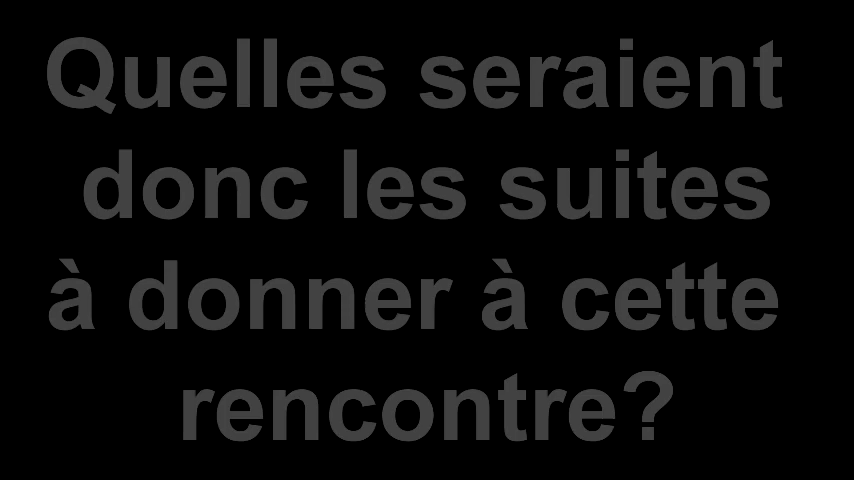 Quelles seraient
donc les suites
à donner à cette
rencontre?